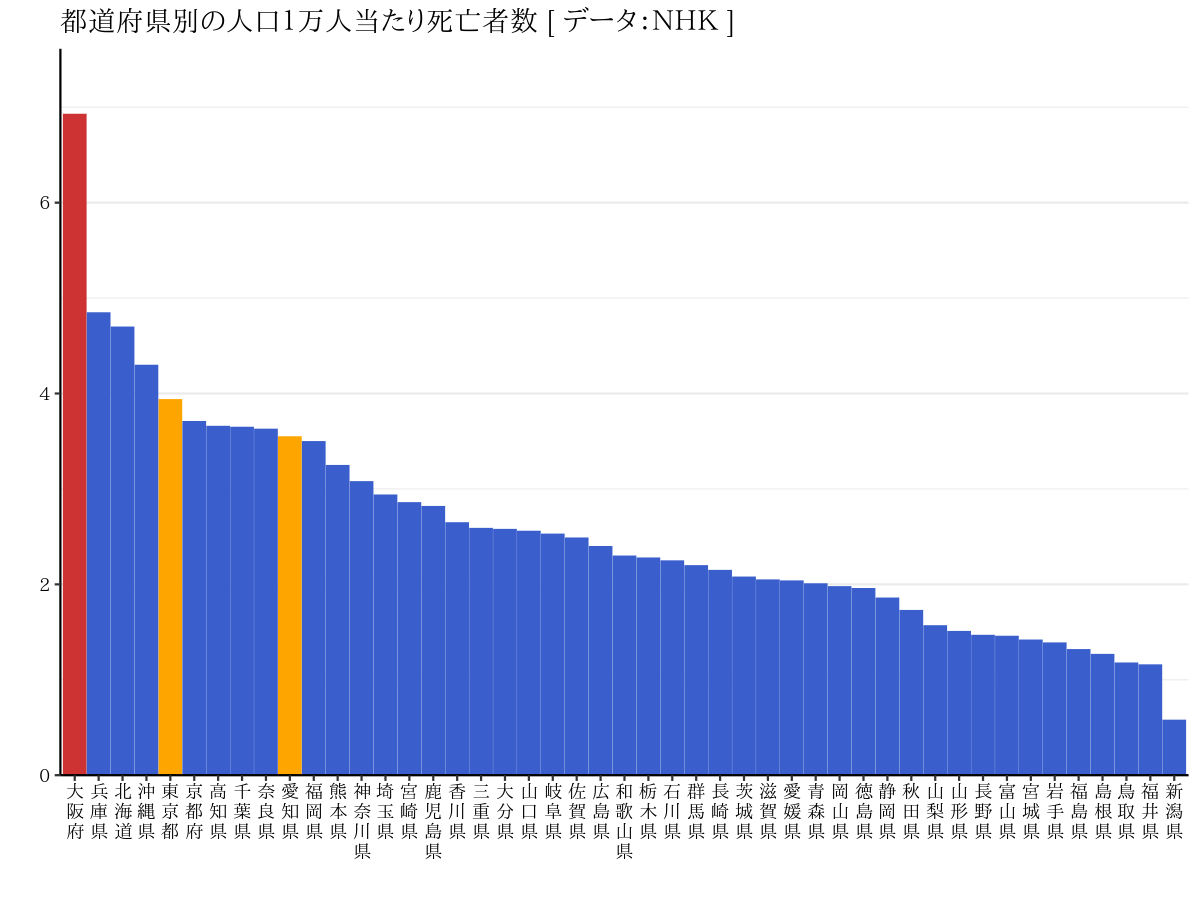 都道府県別の人口1万人当たり死亡者数 [ データ:NHK ]
6
4
2
0
大阪府
兵庫県
北海道
沖縄県
東京都
京都府
高知県
千葉県
奈良県
愛知県
福岡県
熊本県
神奈川県
埼玉県
宮崎県
鹿児島県
香川県
三重県
大分県
山口県
岐阜県
佐賀県
広島県
和歌山県
栃木県
石川県
群馬県
長崎県
茨城県
滋賀県
愛媛県
青森県
岡山県
徳島県
静岡県
秋田県
山梨県
山形県
長野県
富山県
宮城県
岩手県
福島県
島根県
鳥取県
福井県
新潟県